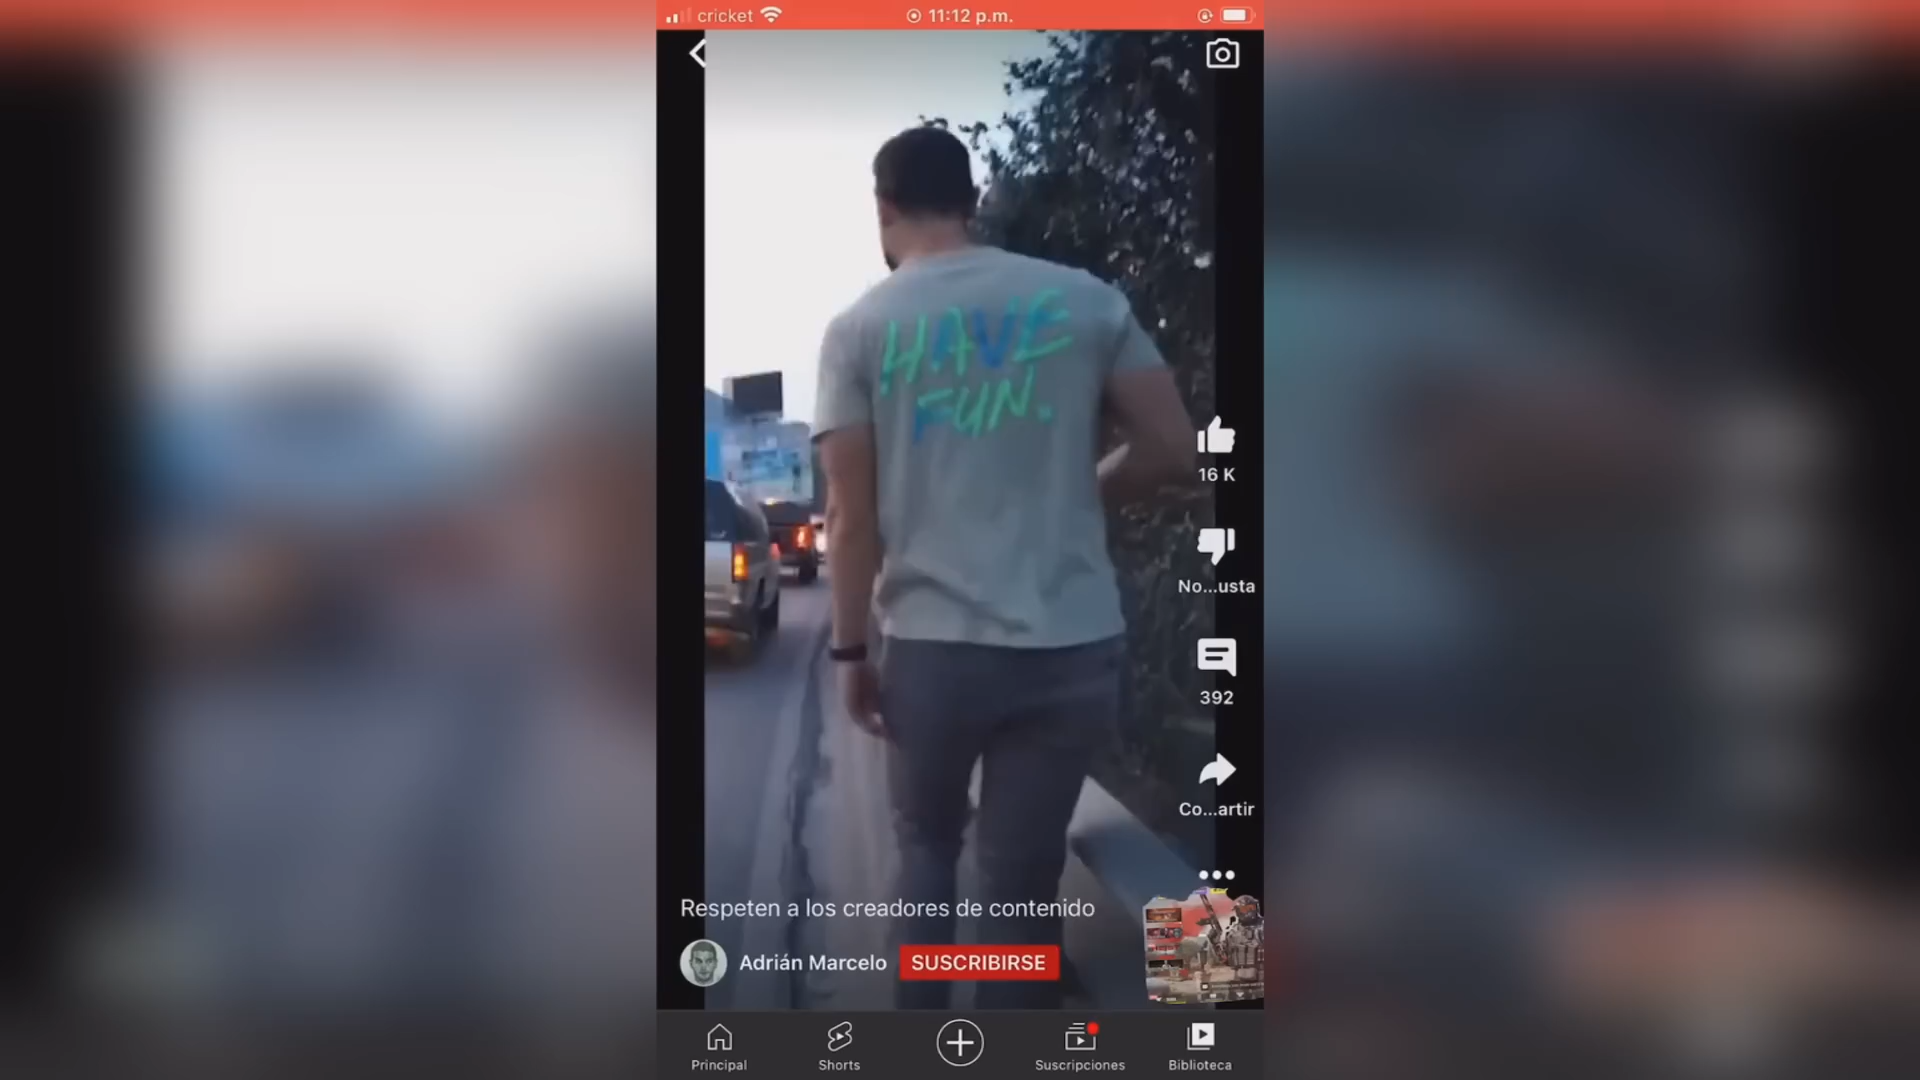 cricket
11:12 p.m.
HAVE
FUN.
16 K
No...usta
392
Co...artir
Respeten a los creadores de contenido
Adrián Marcelo
SUSCRIBIRSE
Principal
Shorts
Suscripciones
Biblioteca